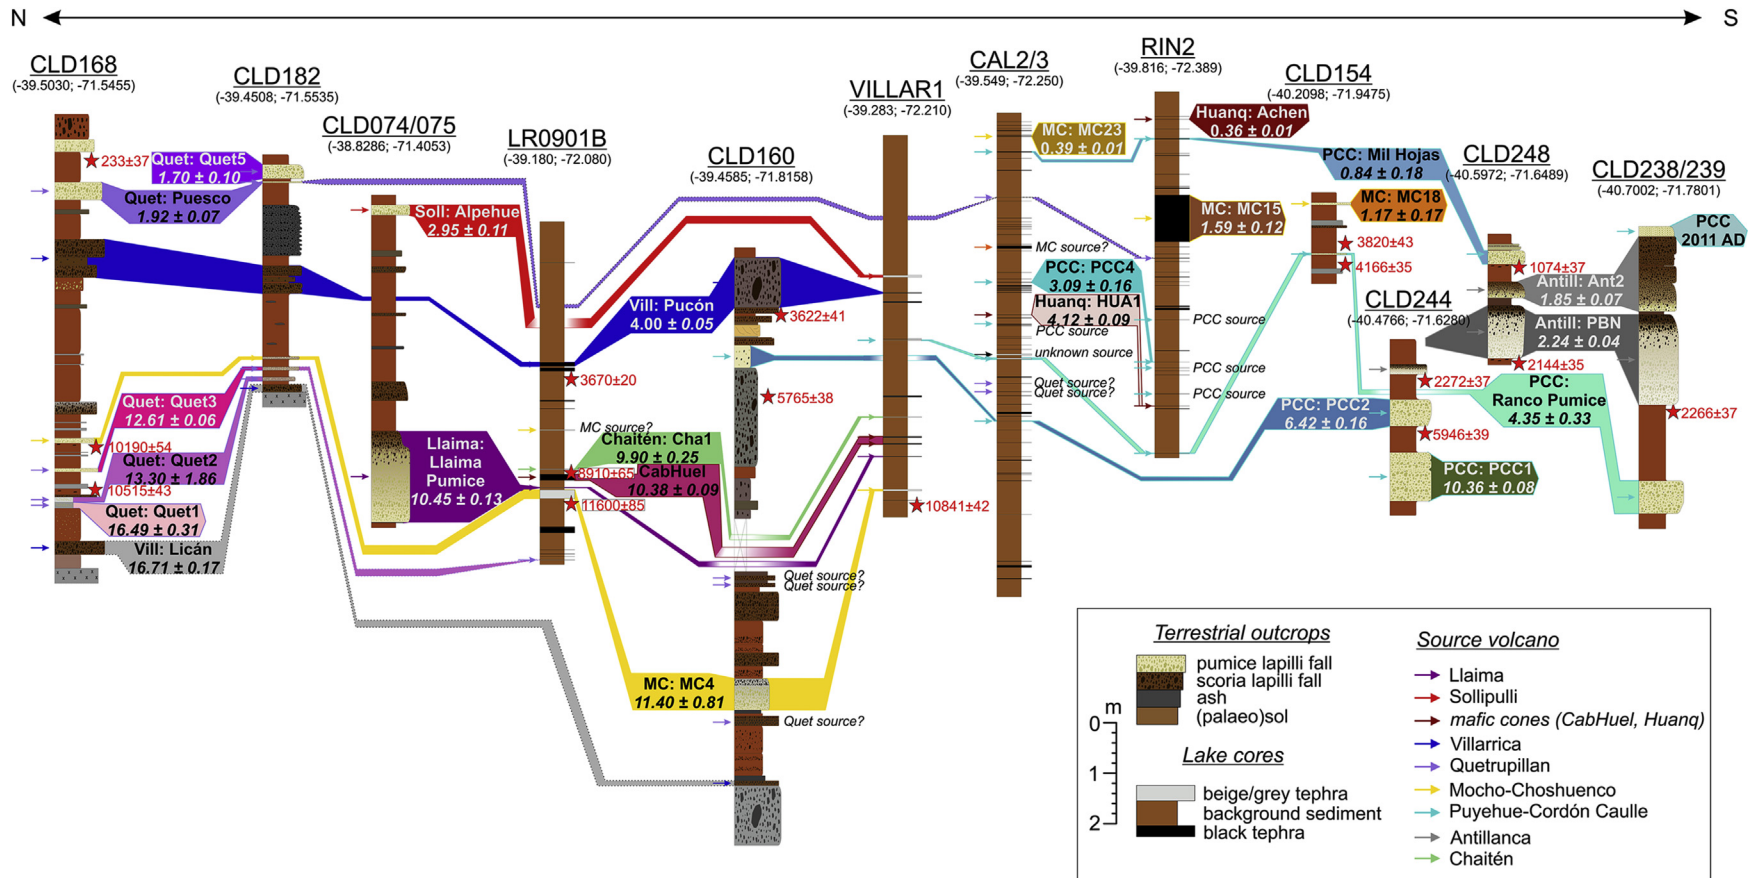 N
S
CLD168
(-39.5030; -71.5455)
CLD182
(-39.4508; -71.5535)
CLD074/075
(-38.8286; -71.4053)
LR0901B
(-39.180; -72.080)
CLD160
(-39.4585; -71.8158)
VILLAR1
(-39.283; -72.210)
CAL2/3
(-39.549; -72.250)
RIN2
(-39.816; -72.389)
CLD154
(-40.2098; -71.9475)
CLD248
(-40.5972; -71.6489)
CLD238/239
(-40.7002; -71.7801)
CLD244
(-40.4766; -71.6280)
233±37
Quet: Quet5
1.70 ± 0.10
Quet: Puesco
1.92 ± 0.07
Soll: Alpehue
2.95 ± 0.11
Vill: Pucón
4.00 ± 0.05
3622±41
3670±20
5765±38
MC source?
Quet: Quet3
12.61 ± 0.06
10190±54
Quet: Quet2
13.30 ± 1.86
10515±43
Quet: Quet1
16.49 ± 0.31
Vill: Licán
16.71 ± 0.17
Llaima:
Llaima
Pumice
10.45 ± 0.13
Chaitén: Cha1
9.90 ± 0.25
8910±65
CabHuel
10.38 ± 0.09
11600±85
10841±42
Quet source?
Quet source?
MC: MC4
11.40 ± 0.81
Quet source?
MC: MC23
0.39 ± 0.01
Huanq: Achen
0.36 ± 0.01
MC: MC15
1.59 ± 0.12
MC source?
PCC: PCC4
3.09 ± 0.16
Huanq: HUA1
4.12 ± 0.09
PCC source
unknown source
Quet source?
Quet source?
PCC source
PCC source
PCC source
PCC: Mil Hojas
0.84 ± 0.18
MC: MC18
1.17 ± 0.17
3820±43
4166±35
1074±37
Antill: Ant2
1.85 ± 0.07
Antill: PBN
2.24 ± 0.04
2144±35
2272±37
PCC
2011 AD
2266±37
PCC:
Ranco Pumice
4.35 ± 0.33
PCC: PCC2
6.42 ± 0.16
5946±39
PCC: PCC1
10.36 ± 0.08
Terrestrial outcrops
pumice lapilli fall
scoria lapilli fall
ash
(palaeo)sol
m
0
1
2
Lake cores
beige/grey tephra
background sediment
black tephra
Source volcano
Llaima
Sollipulli
mafic cones (CabHuel, Huanq)
Villarrica
Quetrupillan
Mocho-Choshuenco
Puyehue-Cordón Caulle
Antillanca
Chaitén